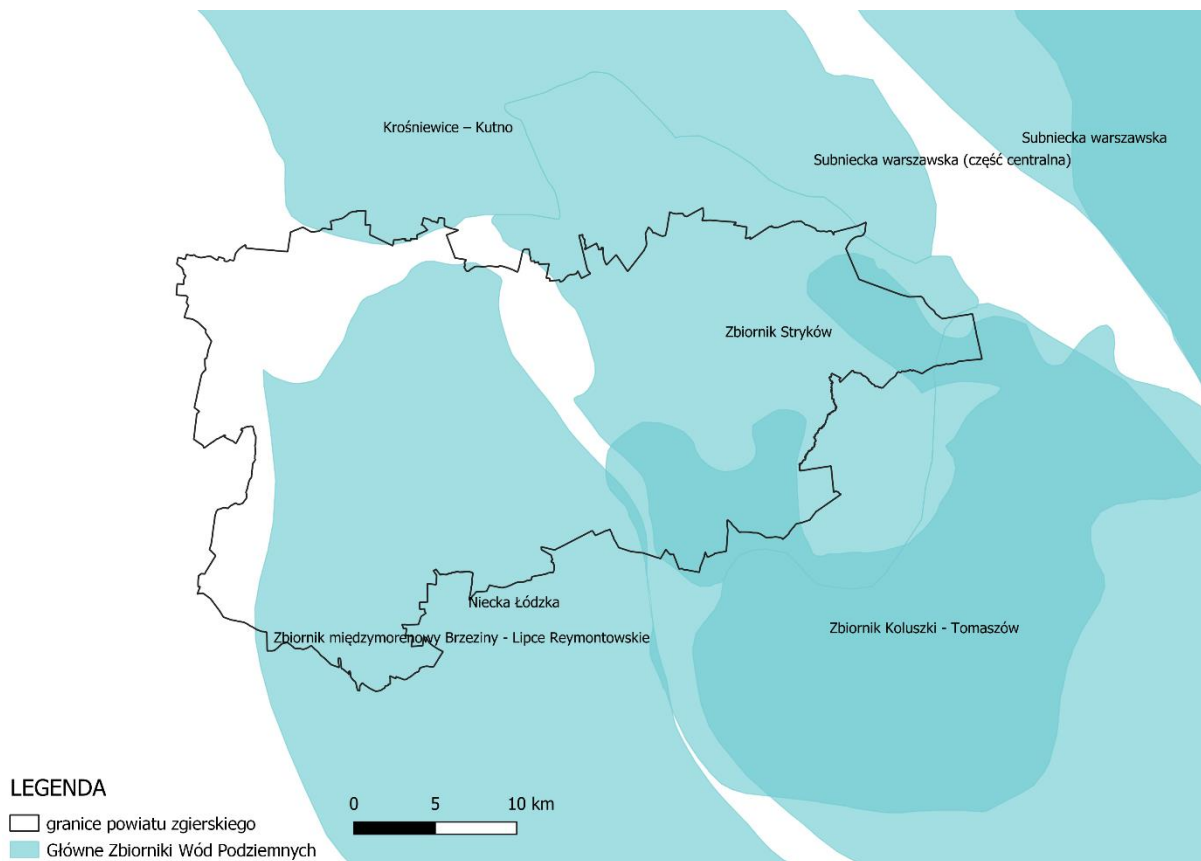 Krośniewice – Kutno
Subniecka warszawska
Subniecka warszawska (część centralna)
Zbiornik Stryków
Niecka Łódzka
Zbiornik Koluszki - Tomaszów
Zbiornik międzymorenowy Brzeziny - Lipce Reymontowskie
LEGENDA
granice powiatu zgierskiego
Główne Zbiorniki Wód Podziemnych
0 5 10 km